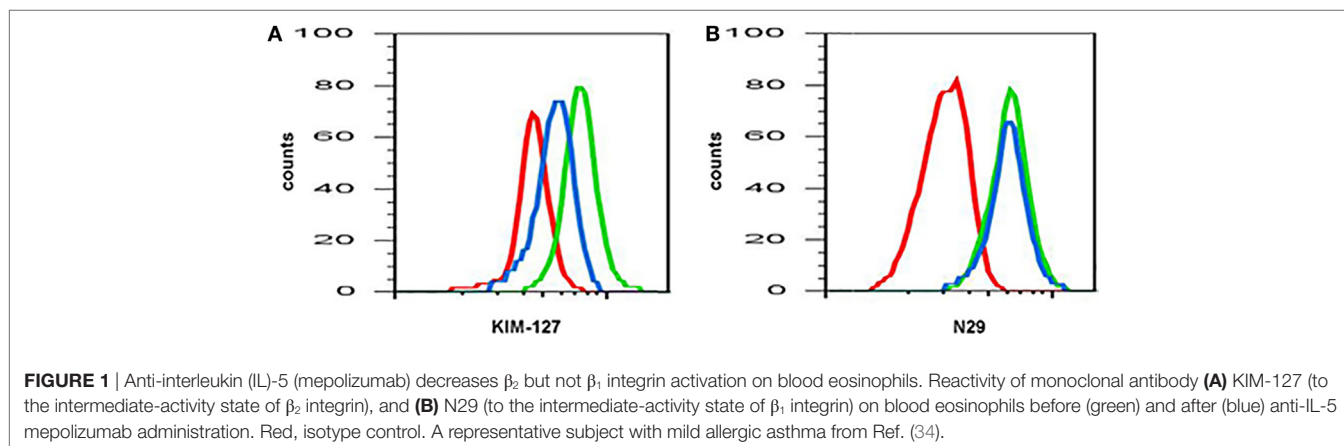 A
100
80
60
40
20
0
counts
KIM-127
B
100
80
60
40
20
0
counts
N29
FIGURE 1 | Anti-interleukin (IL)-5 (mepolizumab) decreases β₂ but not β₁ integrin activation on blood eosinophils. Reactivity of monoclonal antibody (A) KIM-127 (to
the intermediate-activity state of β₂ integrin), and (B) N29 (to the intermediate-activity state of β₁ integrin) on blood eosinophils before (green) and after (blue) anti-IL-5
mepolizumab administration. Red, isotype control. A representative subject with mild allergic asthma from Ref. (34).